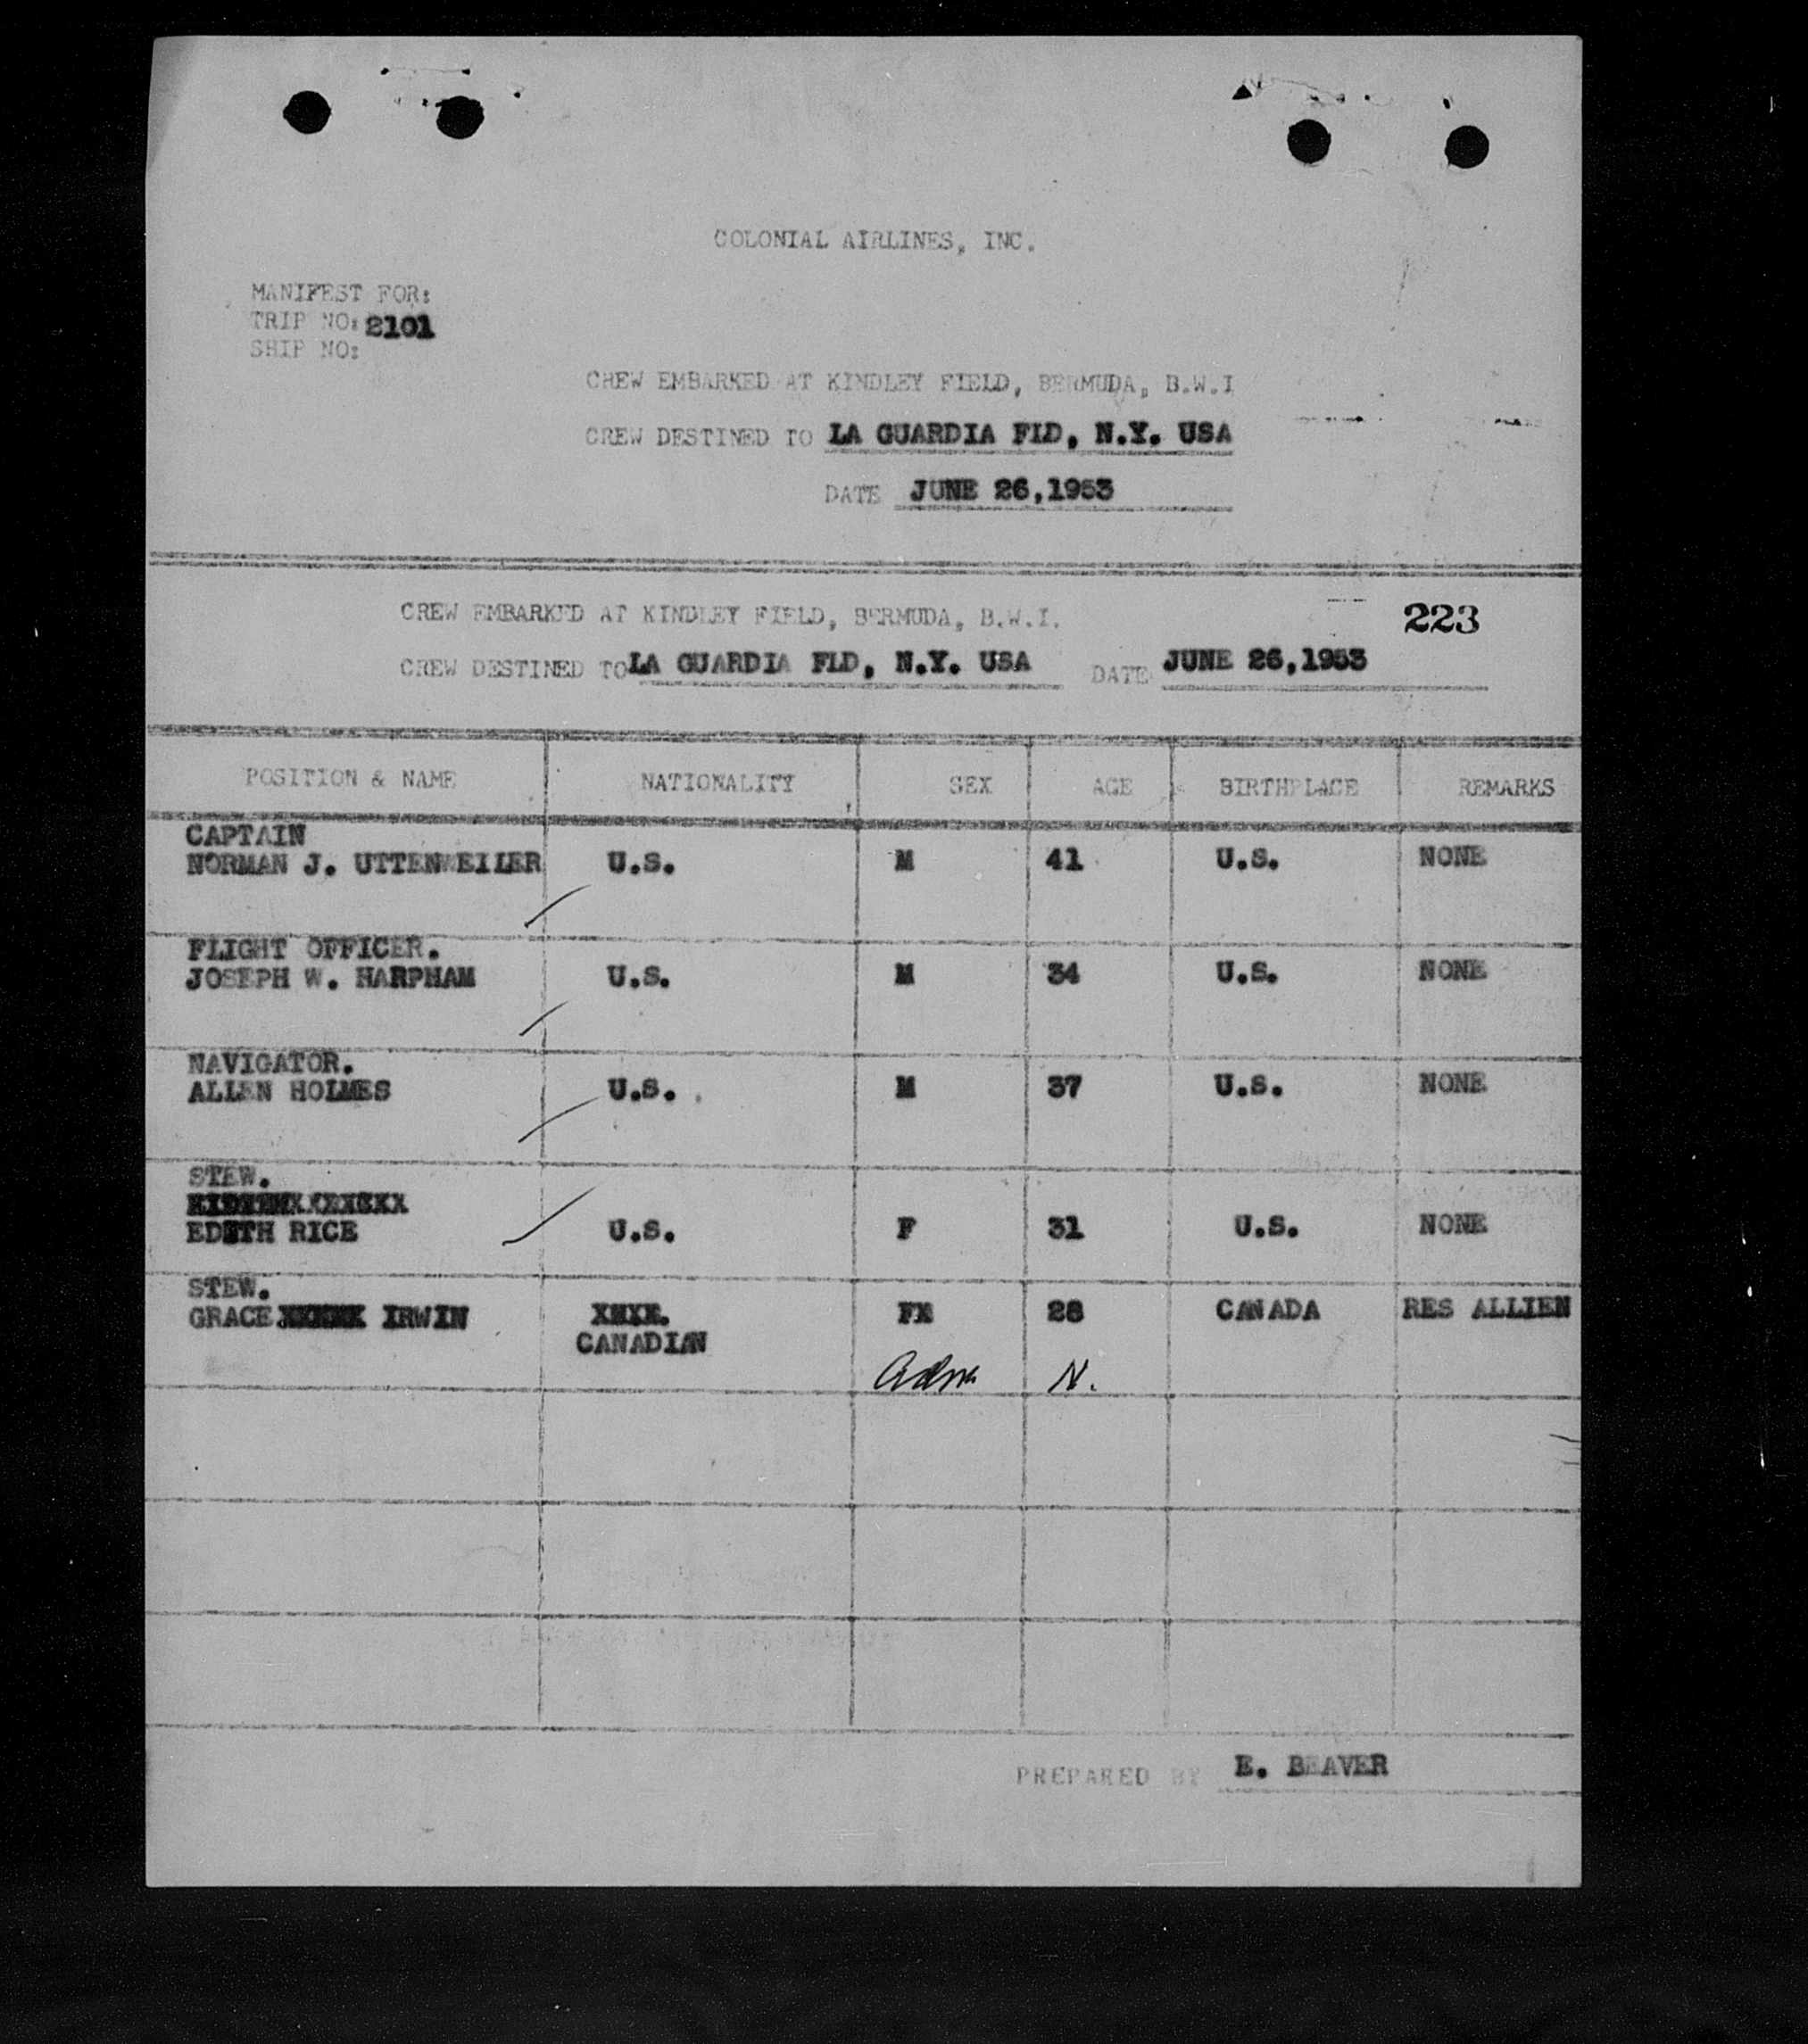 COLONIAL AIRLINES, INC.
MANIFEST FOR:
TRIP NO: 2101
SHIP NO:
CREW EMBARKED AT KINDLEY FIELD, BERMUDA, B.W.I
CREW DESTINED TO LA GUARDIA FLD, N.Y. USA
DATE JUNE 26,1953
223
CREW EMBARKED AT KINDLEY FIELD, BERMUDA, B.W.I.
CREW DESTINED TO LA GUARDIA FLD, N.Y. USA DATE JUNE 26,1953
POSITION & NAME NATIONALITY SEX AGE BIRTHPLACE REMARKS
CAPTAIN
NORMAN J. UTTENWEILER U.S. M 41 U.S. NONE
FLIGHT OFFICER.
JOSEPH W. HARPHAM U.S. M 34 U.S. NONE
NAVIGATOR.
ALLEN HOLMES U.S. M 37 U.S. NONE
STEW.
EDITH RICE U.S. F 31 U.S. NONE
STEW.
GRACE IRWIN F 28 CANADA RES ALLIEN
CANADIAN
Adm N.
PREPARED BY E. BEAVER